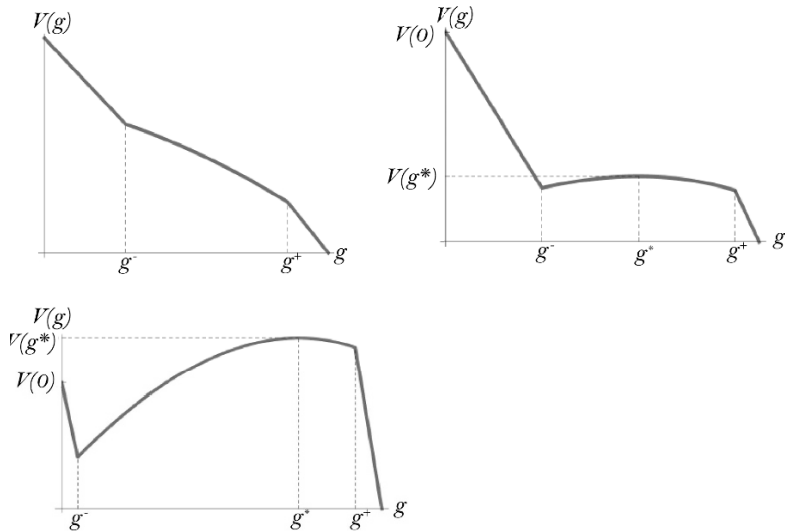 V(g)
g⁻ g⁺ g
V(g)
V(0)
V(g*)
g⁻ g* g⁺ g
V(g)
V(g*)
V(0)
g⁻ g* g⁺ g